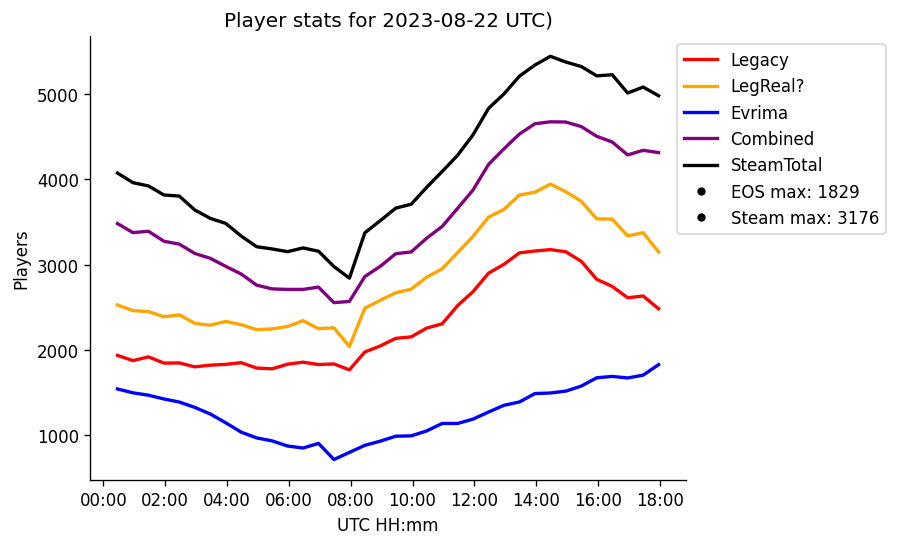 Player stats for 2023-08-22 UTC)
Legacy
LegReal?
Evrima
Combined
SteamTotal
EOS max: 1829
Steam max: 3176
Players
5000
4000
3000
2000
1000
00:00 02:00 04:00 06:00 08:00 10:00 12:00 14:00 16:00 18:00
UTC HH:mm